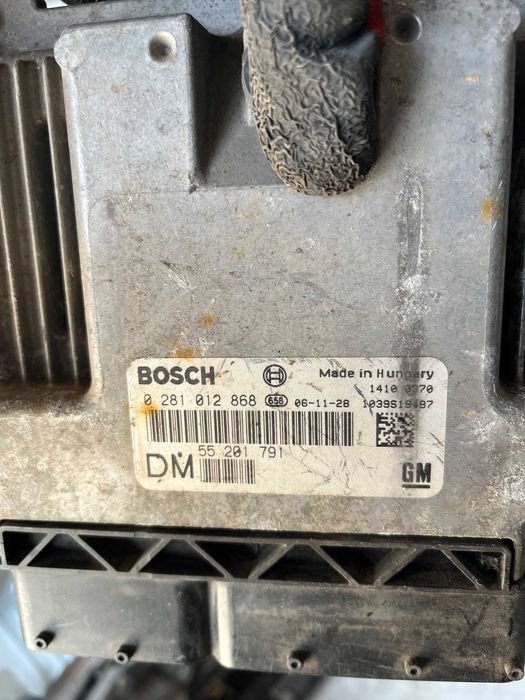 BOSCH Made in Hungary
1410 0370
0 281 012 868 656 06-11-28 1039S19487
55 201 791
DM
GM